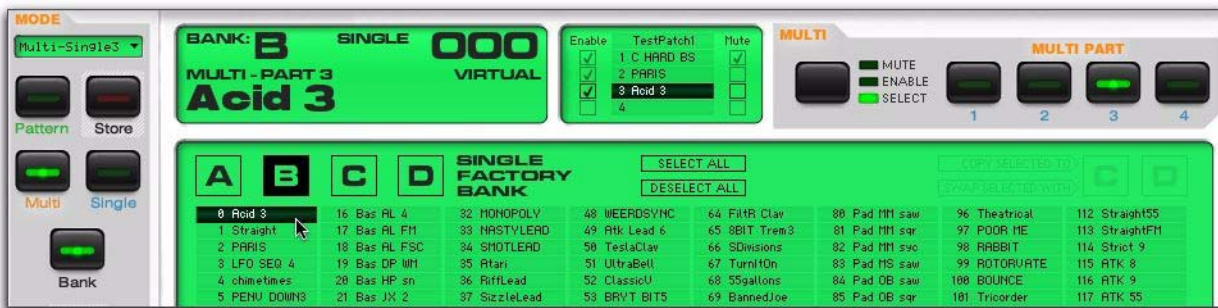 MODE
Multi-Single3
Pattern
Store
Multi
Single
Bank
BANK: B
SINGLE
000
MULTI - PART 3
VIRTUAL
Acid 3
Enable
TestPatch1
Mute
1 C HARD BS
2 PARIS
3 Acid 3
4
MULTI
MUTE
ENABLE
SELECT
MULTI PART
1
2
3
4
A
B
C
D
SINGLE
FACTORY
BANK
SELECT ALL
DESELECT ALL
COPY SELECTED TO
SWAP SELECTED WITH
C
D
0 Acid 3
1 Straight
2 PARIS
3 LFO SEQ 4
4 chimetimes
5 PENV DOWN3
16 Bas AL 4
17 Bas AL FM
18 Bas AL FSC
19 Bas DP WM
20 Bas HP sn
21 Bas JX 2
32 MONOPOLY
33 NASTYLEAD
34 SMOTLEAD
35 Atari
36 RiffLead
37 SizzleLead
48 WEERDSYNC
49 Atk Lead 6
50 TeslaClav
51 UltraBell
52 ClassicV
53 BRYT BITS
64 FiltR Clav
65 8BIT Trem3
66 SDivisions
67 TurnItOn
68 55gallons
69 BannedJoe
80 Pad MM saw
81 Pad MM sqr
82 Pad MM syc
83 Pad MS saw
84 Pad OB saw
85 Pad OB sqr
96 Theatrical
97 POOR ME
98 RABBIT
99 ROTORVATE
100 BOUNCE
101 Tricorder
112 Straight55
113 StraightFM
114 Strict 9
115 ATK 8
116 ATK 9
117 ATK 55